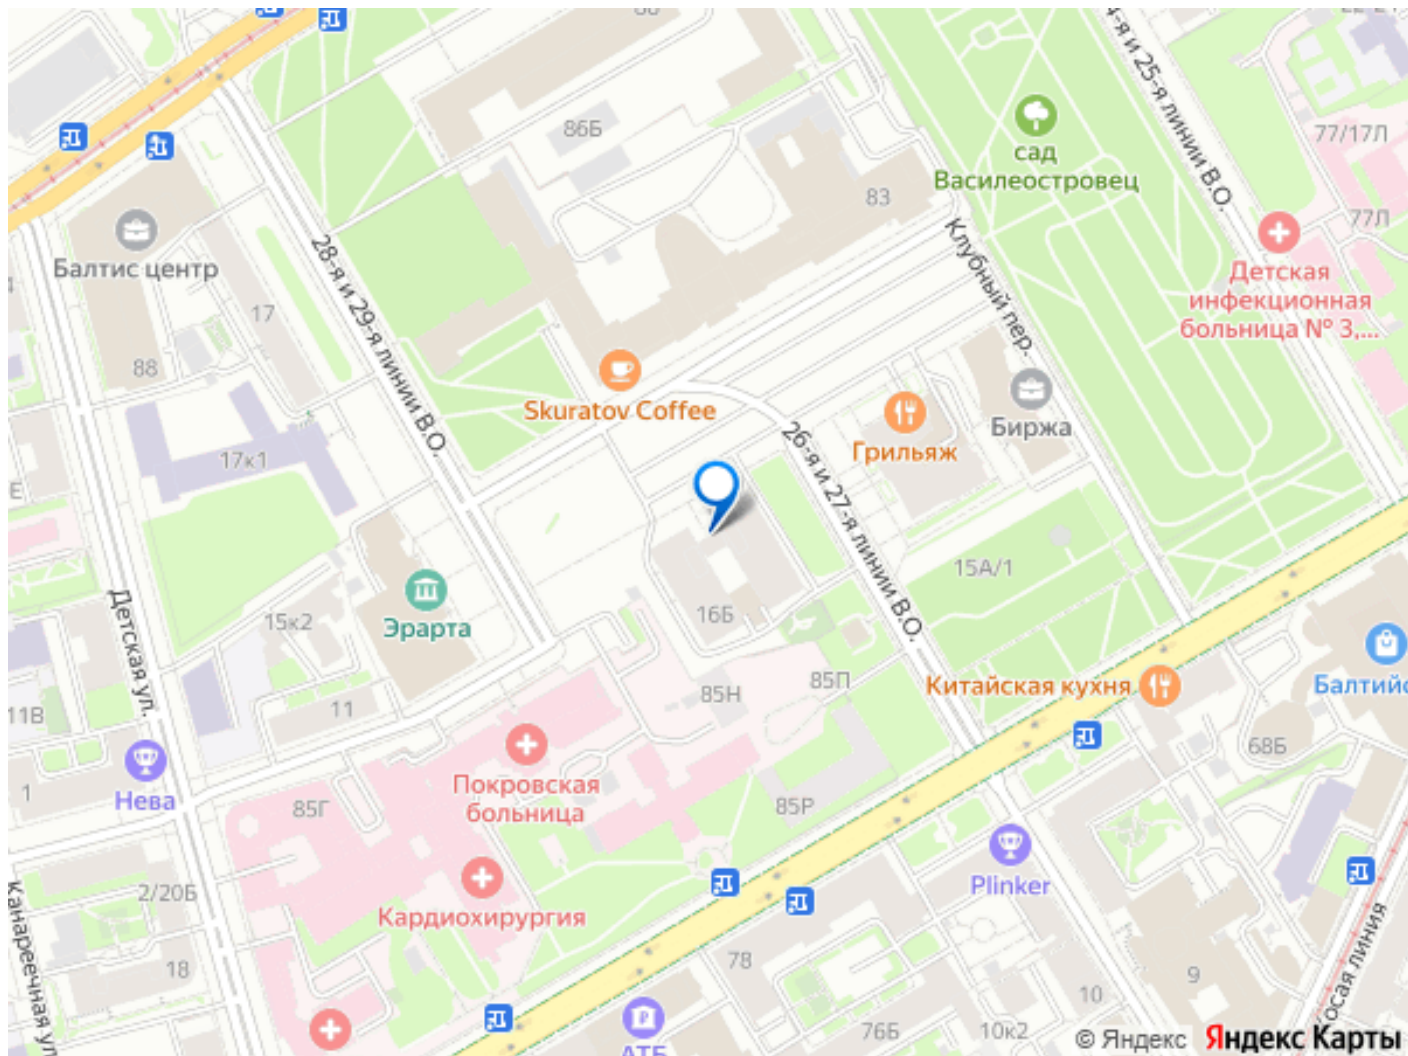 86Б
сад
Василеостровец
83
4-я и 25-я линии В.О.
77/17Л
77Л
Клубный пер.
Детская
инфекционная
больница № 3,...
Балтис центр
28-я и 29-я линии В.О.
17
88
Skuratov Coffee
Грильяж
Биржа
17к1
Е
26-я и 27-я линии В.О.
15А/1
Эрарта
15к2
16Б
Детская ул.
Китайская кухня
Балтийс
85Н
85П
11В
11
68Б
Нева
1
Покровская
больница
85Г
85Р
Plinker
2/20Б
Кардиохирургия
Канареечная ул
18
78
9
Косая линия
10
76Б
10к2
АТБ
© Яндекс Яндекс Карты